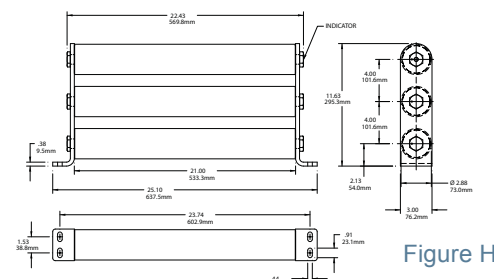 22.43
569.8mm
INDICATOR
4.00
101.6mm
11.63
295.3mm
4.00
101.6mm
.38
9.5mm
21.00
533.3mm
2.13
54.0mm
Ø 2.88
73.0mm
25.10
637.5mm
3.00
76.2mm
23.74
602.9mm
1.53
38.8mm
.91
23.1mm
Figure H
.44